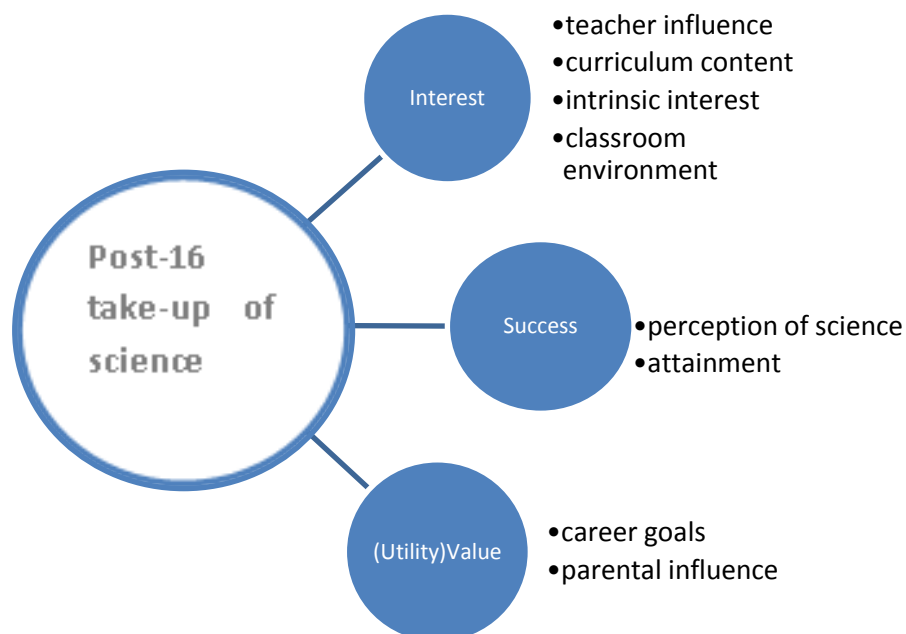 Post-16
take-up of
science
Interest
•teacher influence
•curriculum content
•intrinsic interest
•classroom
environment
Success
•perception of science
•attainment
(Utility)Value
•career goals
•parental influence